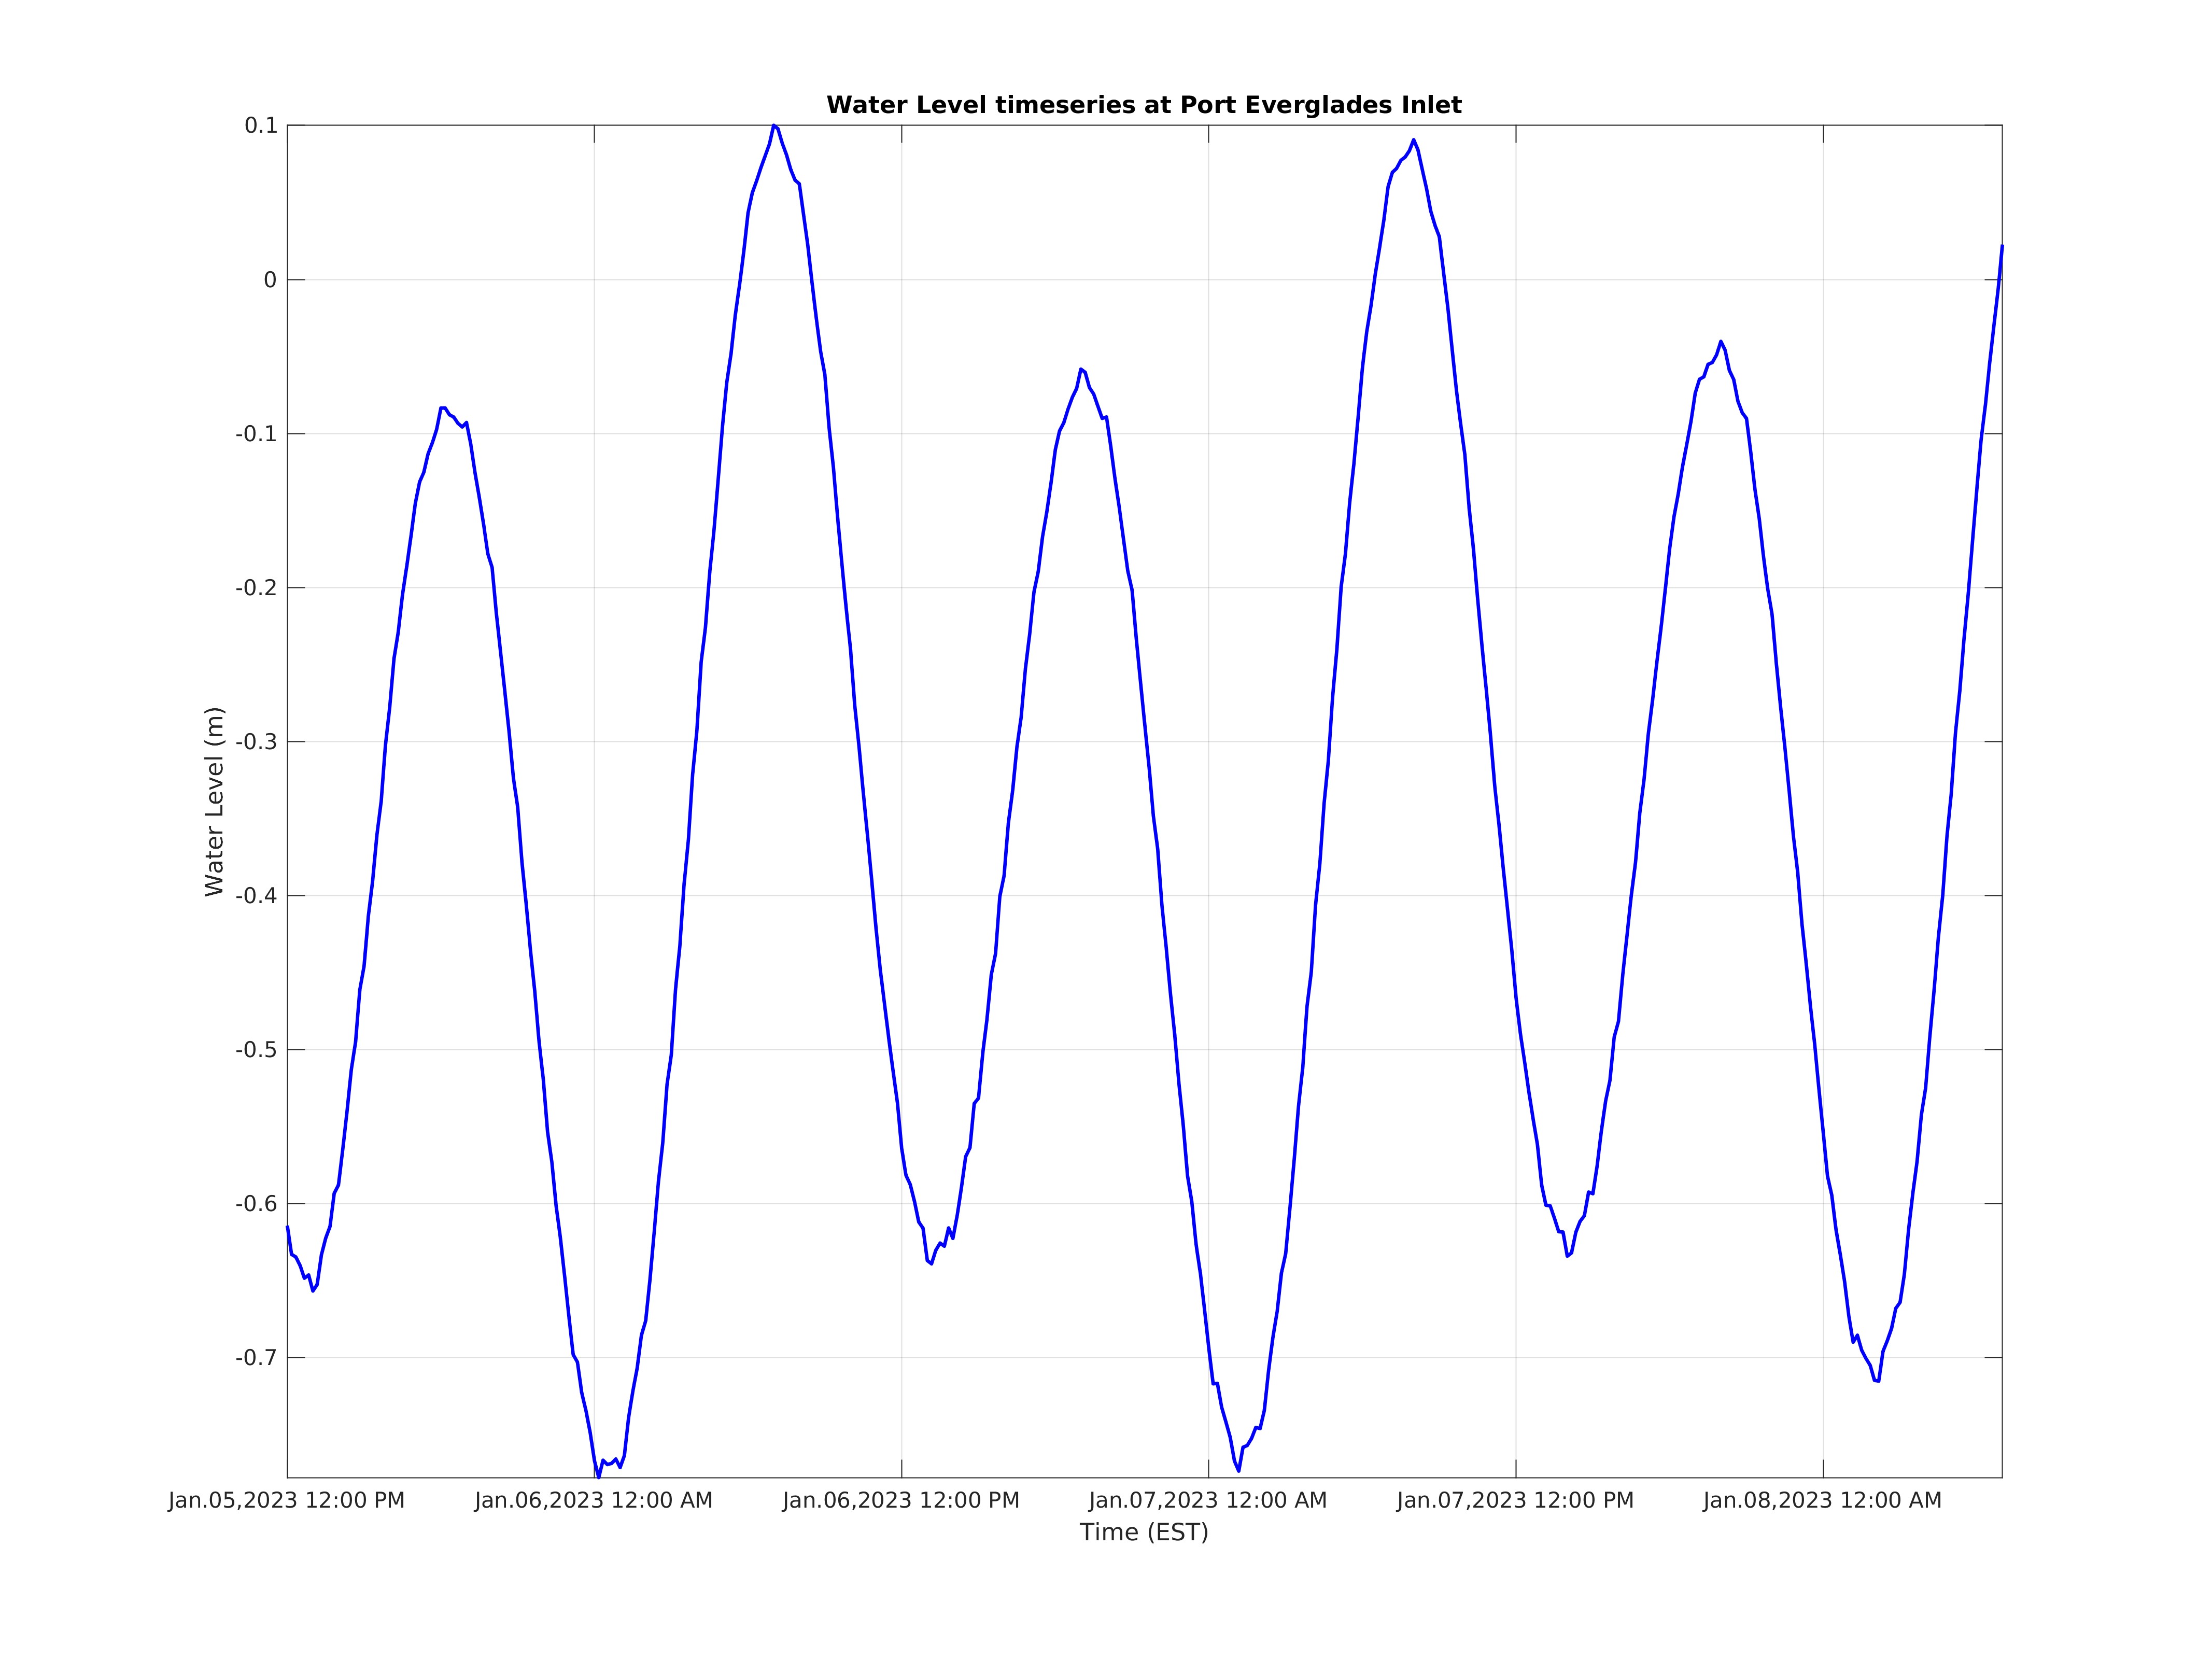 Water Level timeseries at Port Everglades Inlet
0.1
0
-0.1
-0.2
-0.3
-0.4
-0.5
-0.6
-0.7
Water Level (m)
Jan.05,2023 12:00 PM
Jan.06,2023 12:00 AM
Jan.06,2023 12:00 PM
Jan.07,2023 12:00 AM
Jan.07,2023 12:00 PM
Jan.08,2023 12:00 AM
Time (EST)